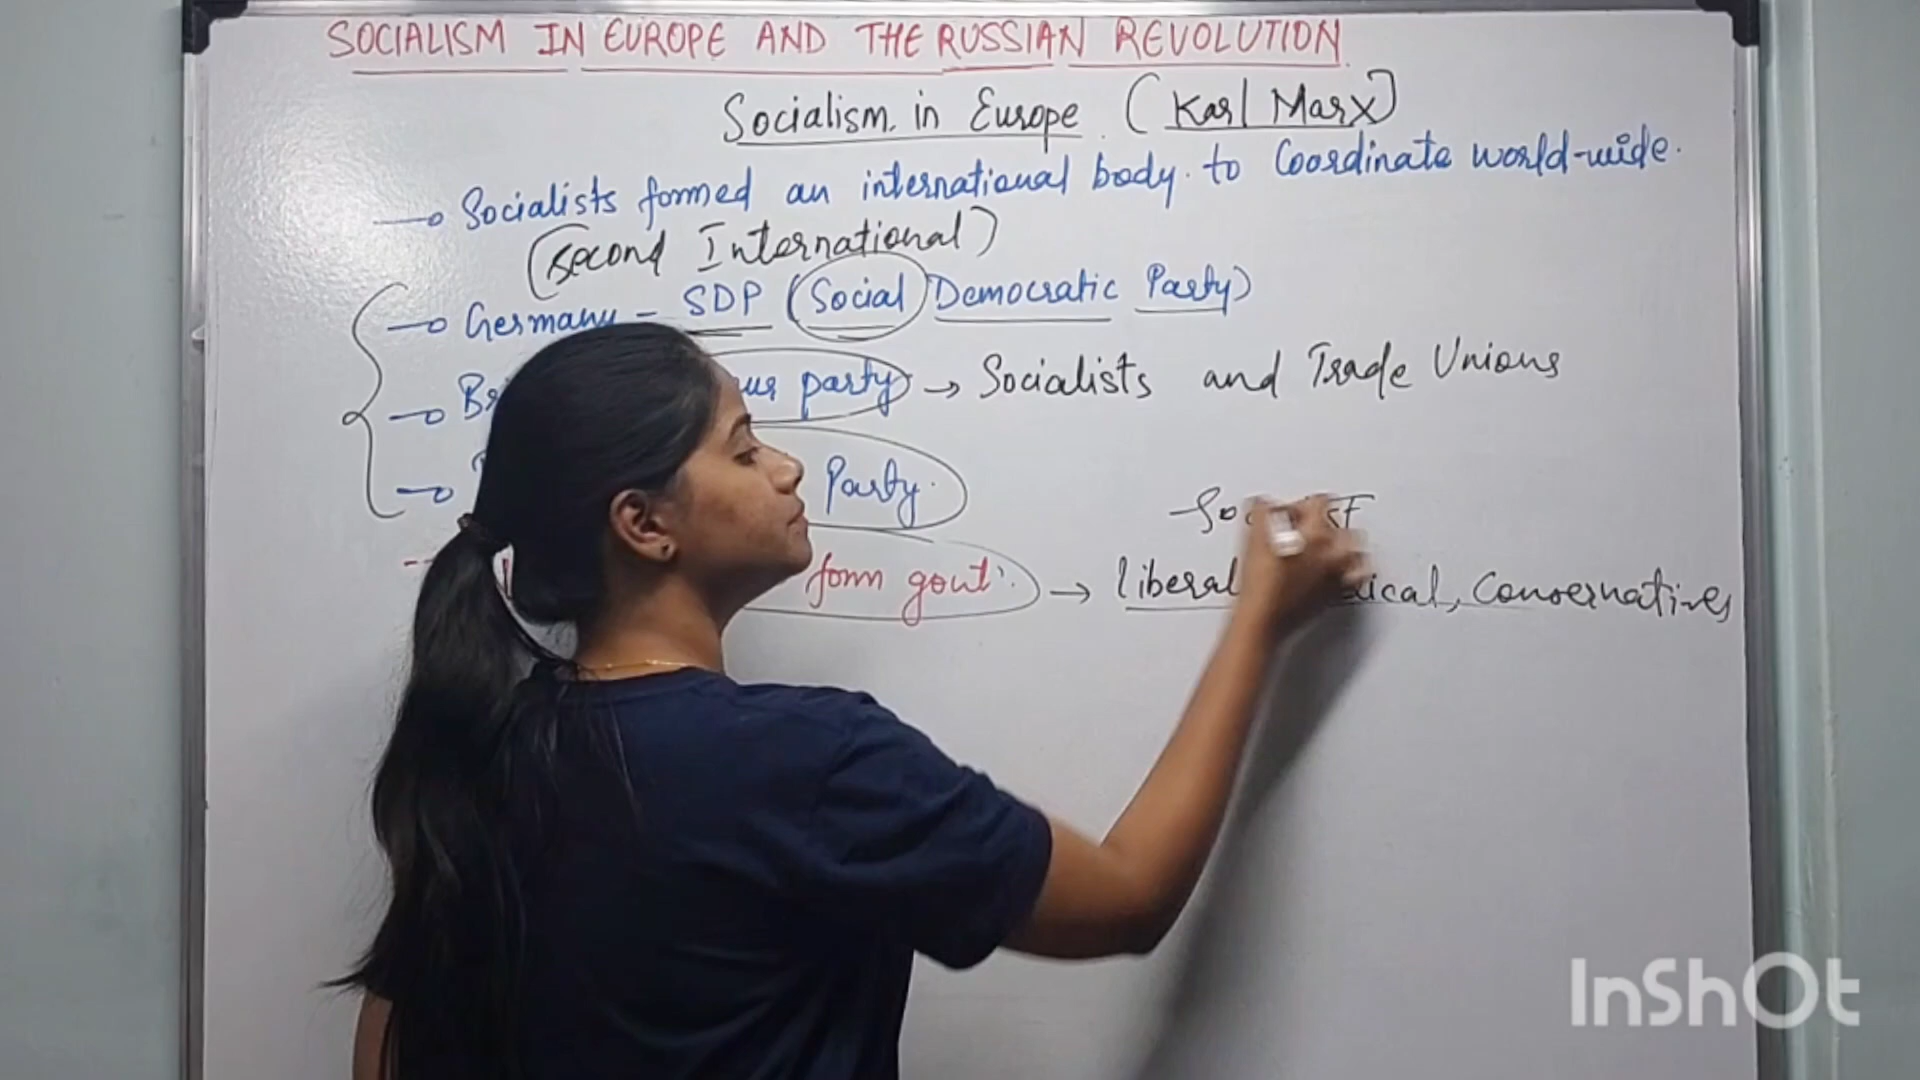 SOCIALISM IN EUROPE AND THE RUSSIAN REVOLUTION
Socialism in Europe (Karl Marx)
Socialists formed an international body to Coordinate world-wide.
(Second International)
Germany - SDP (Social Democratic Party)
party → Socialists and Trade Unions
Party.
form govt. → liberal Conservatives
InShOt